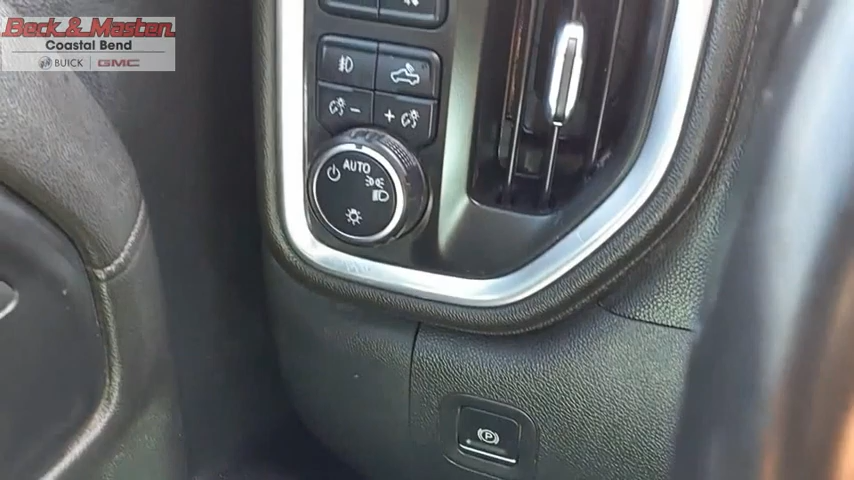 Beck & Masten
Coastal Bend
BUICK | GMC
AUTO
P